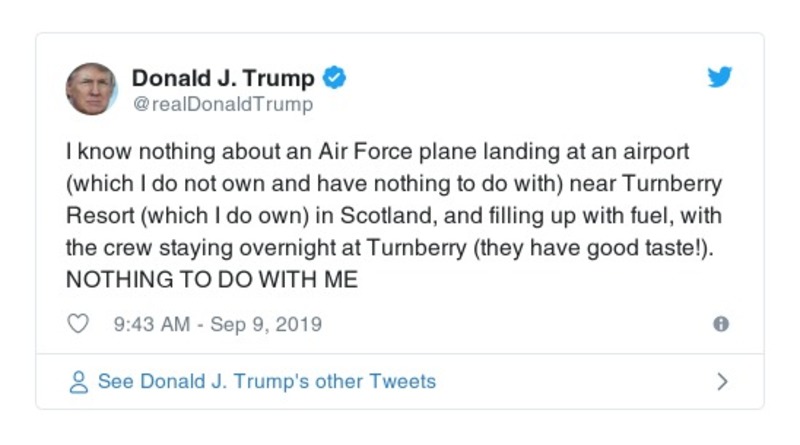 Donald J. Trump
@realDonaldTrump
I know nothing about an Air Force plane landing at an airport
(which I do not own and have nothing to do with) near Turnberry
Resort (which I do own) in Scotland, and filling up with fuel, with
the crew staying overnight at Turnberry (they have good taste!).
NOTHING TO DO WITH ME
9:43 AM - Sep 9, 2019
See Donald J. Trump's other Tweets